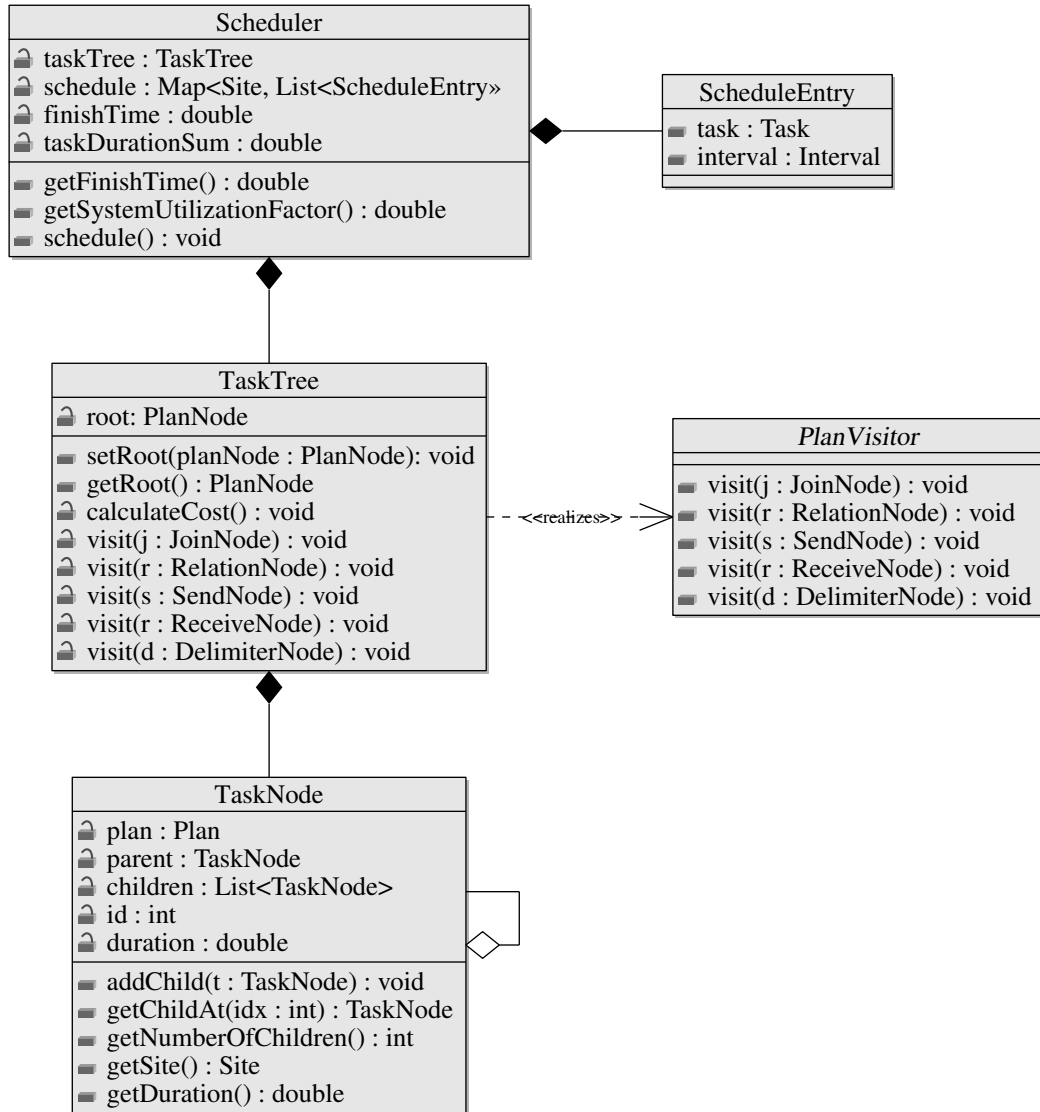 Scheduler
taskTree : TaskTree
schedule : Map<Site, List<ScheduleEntry»
finishTime : double
taskDurationSum : double
getFinishTime() : double
getSystemUtilizationFactor() : double
schedule() : void
ScheduleEntry
task : Task
interval : Interval
TaskTree
root: PlanNode
setRoot(planNode : PlanNode): void
getRoot() : PlanNode
calculateCost() : void
visit(j : JoinNode) : void
visit(r : RelationNode) : void
visit(s : SendNode) : void
visit(r : ReceiveNode) : void
visit(d : DelimiterNode) : void
<<realizes>>
PlanVisitor
visit(j : JoinNode) : void
visit(r : RelationNode) : void
visit(s : SendNode) : void
visit(r : ReceiveNode) : void
visit(d : DelimiterNode) : void
TaskNode
plan : Plan
parent : TaskNode
children : List<TaskNode>
id : int
duration : double
addChild(t : TaskNode) : void
getChildAt(idx : int) : TaskNode
getNumberOfChildren() : int
getSite() : Site
getDuration() : double